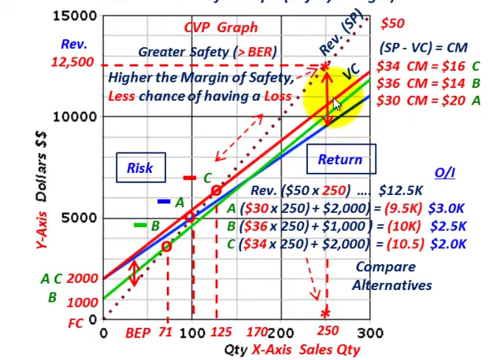 15000
CVP Graph
$50
Rev.
12,500
Greater Safety (> BER)
Rev. (SP)
(SP - VC) = CM
Higher the Margin of Safety,
Less chance of having a Loss
VC
$34 CM = $16 C
$36 CM = $14 B
$30 CM = $20 A
10000
Risk
C
Return
A
O/I
B
Rev. ($50 x 250) .... $12.5K
A ($30 x 250) + $2,000) = (9.5K) $3.0K
B ($36 x 250) + $1,000 ) = (10K) $2.5K
C ($34 x 250) + $2,000) = (10.5) $2.0K
5000
Y-Axis Dollars $$
A C 2000
B 1000
FC 0
Compare
Alternatives
BEP 71 125 170 250
0 100 200 300
Qty X-Axis Sales Qty